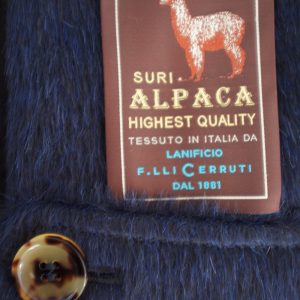 SURI
ALPACA
HIGHEST QUALITY
TESSUTO IN ITALIA DA
LANIFICIO
F.LLI CERRUTI
DAL 1881